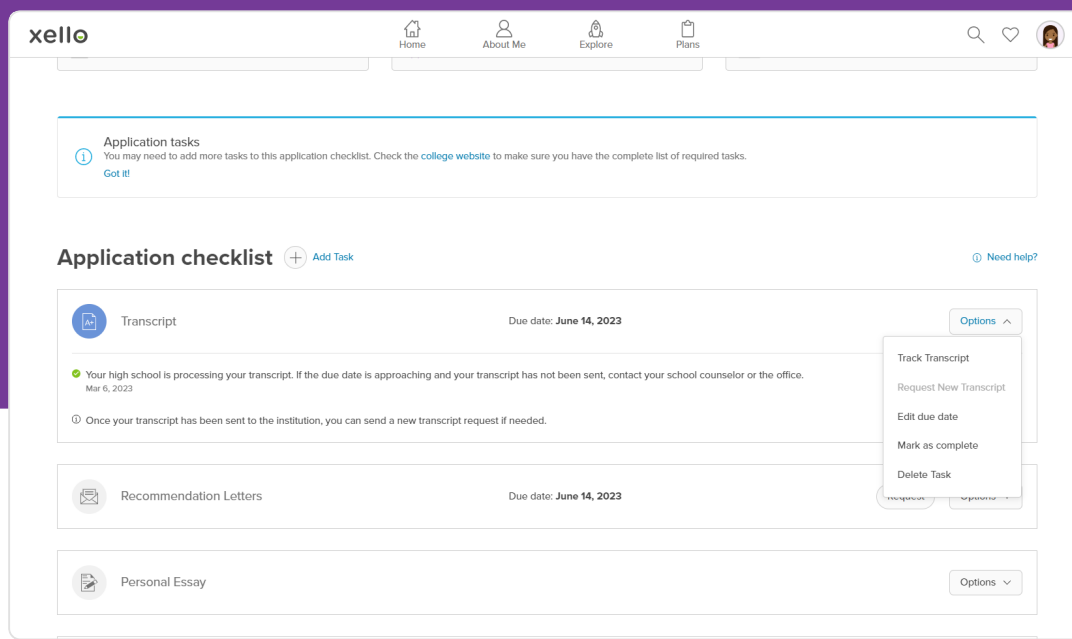 xello
Home
About Me
Explore
Plans
Application tasks
You may need to add more tasks to this application checklist. Check the college website to make sure you have the complete list of required tasks.
Got it!
Application checklist
Add Task
Need help?
A+
Transcript
Due date: June 14, 2023
Options
Track Transcript
Request New Transcript
Edit due date
Mark as complete
Delete Task
Your high school is processing your transcript. If the due date is approaching and your transcript has not been sent, contact your school counselor or the office.
Mar 6, 2023
Once your transcript has been sent to the institution, you can send a new transcript request if needed.
Recommendation Letters
Due date: June 14, 2023
Request
Options
Personal Essay
Options